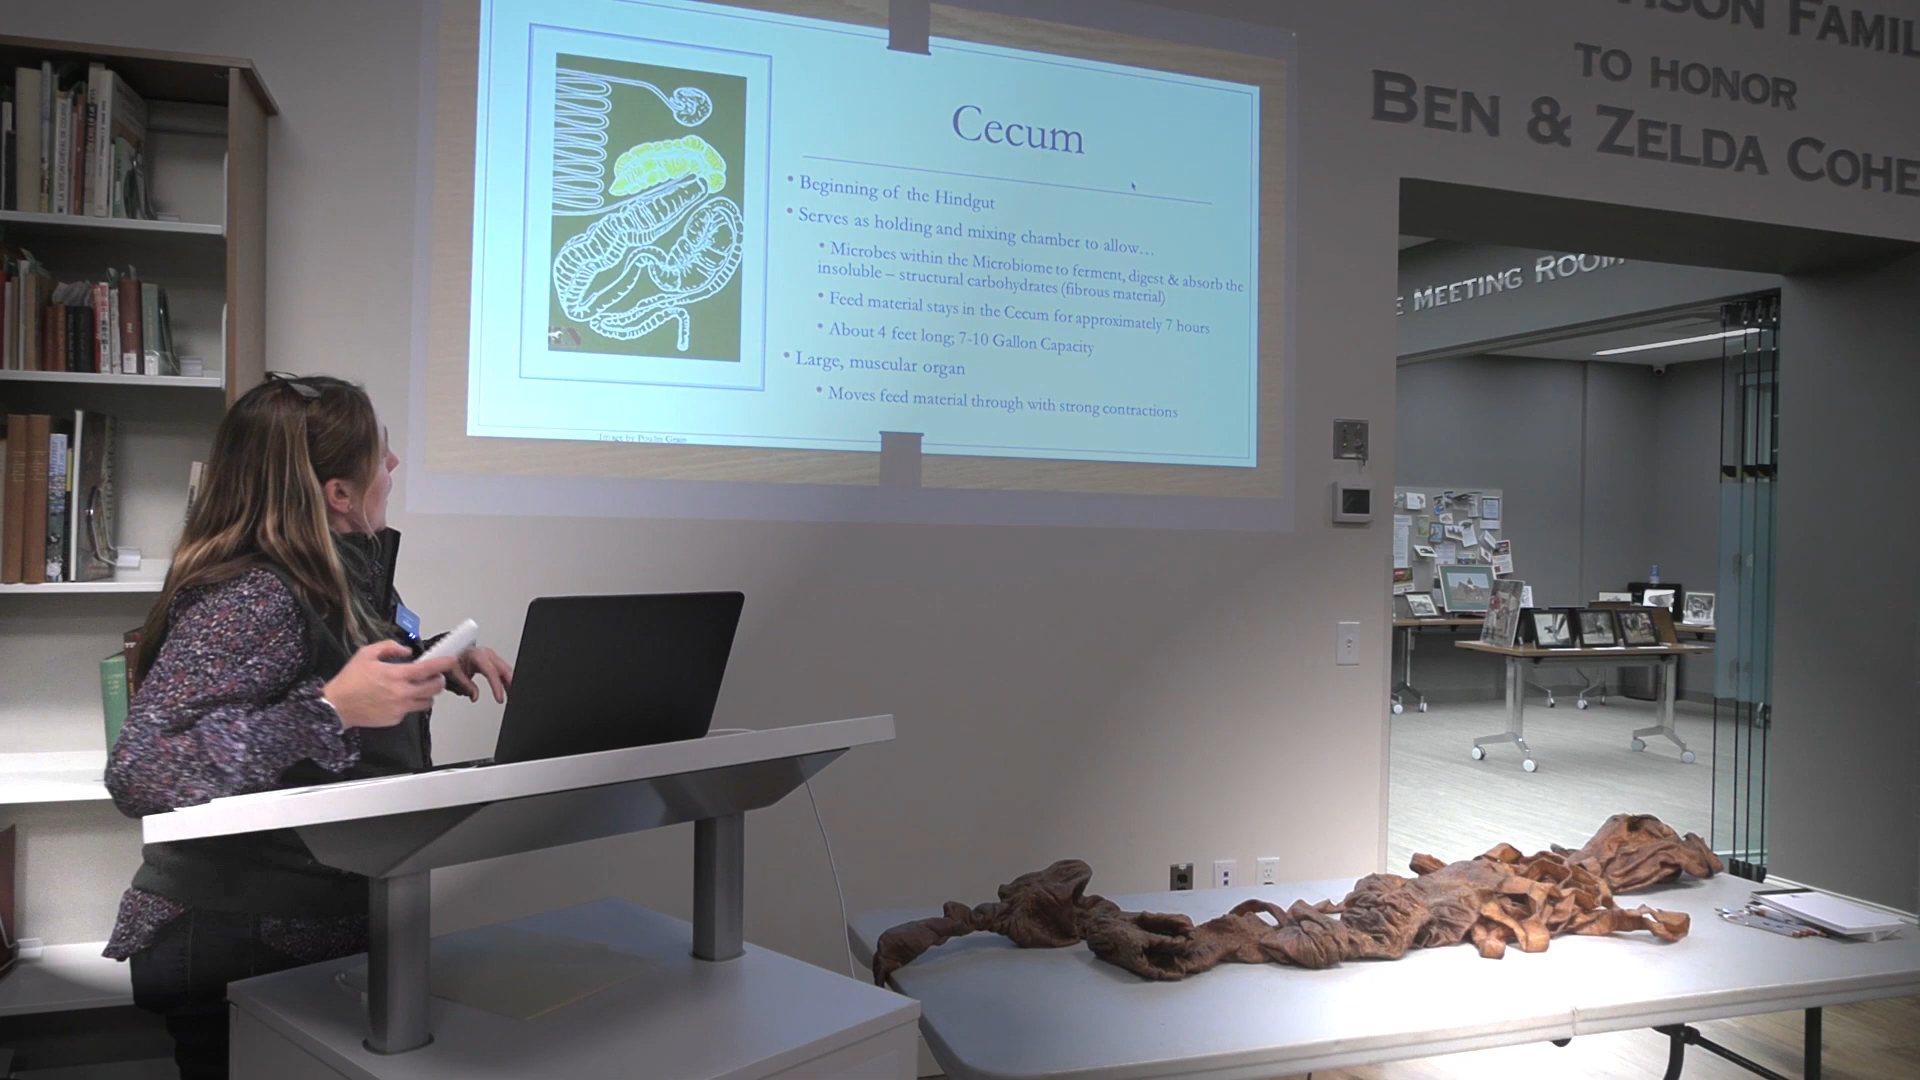 Cecum
• Beginning of the Hindgut
• Serves as holding and mixing chamber to allow…
• Microbes within the Microbiome to ferment, digest & absorb the
insoluble – structural carbohydrates (fibrous material)
• Feed material stays in the Cecum for approximately 7 hours
• About 4 feet long; 7-10 Gallon Capacity
• Large, muscular organ
• Moves feed material through with strong contractions
Image by
FAMIL
TO HONOR
BEN & ZELDA COHE
E MEETING ROOM